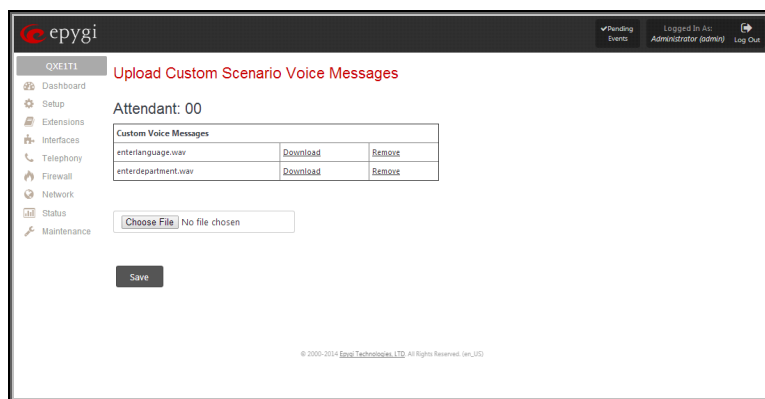 epygi
✔Pending Events
Logged In As:
Administrator (admin)
Log Out
QXE1T1
Dashboard
Setup
Extensions
Interfaces
Telephony
Firewall
Network
Status
Maintenance
Upload Custom Scenario Voice Messages
Attendant: 00
Custom Voice Messages
enterlanguage.wav Download Remove
enterdepartment.wav Download Remove
Choose File No file chosen
Save
© 2000-2014 Epygi Technologies, LTD. All Rights Reserved. (en_US)